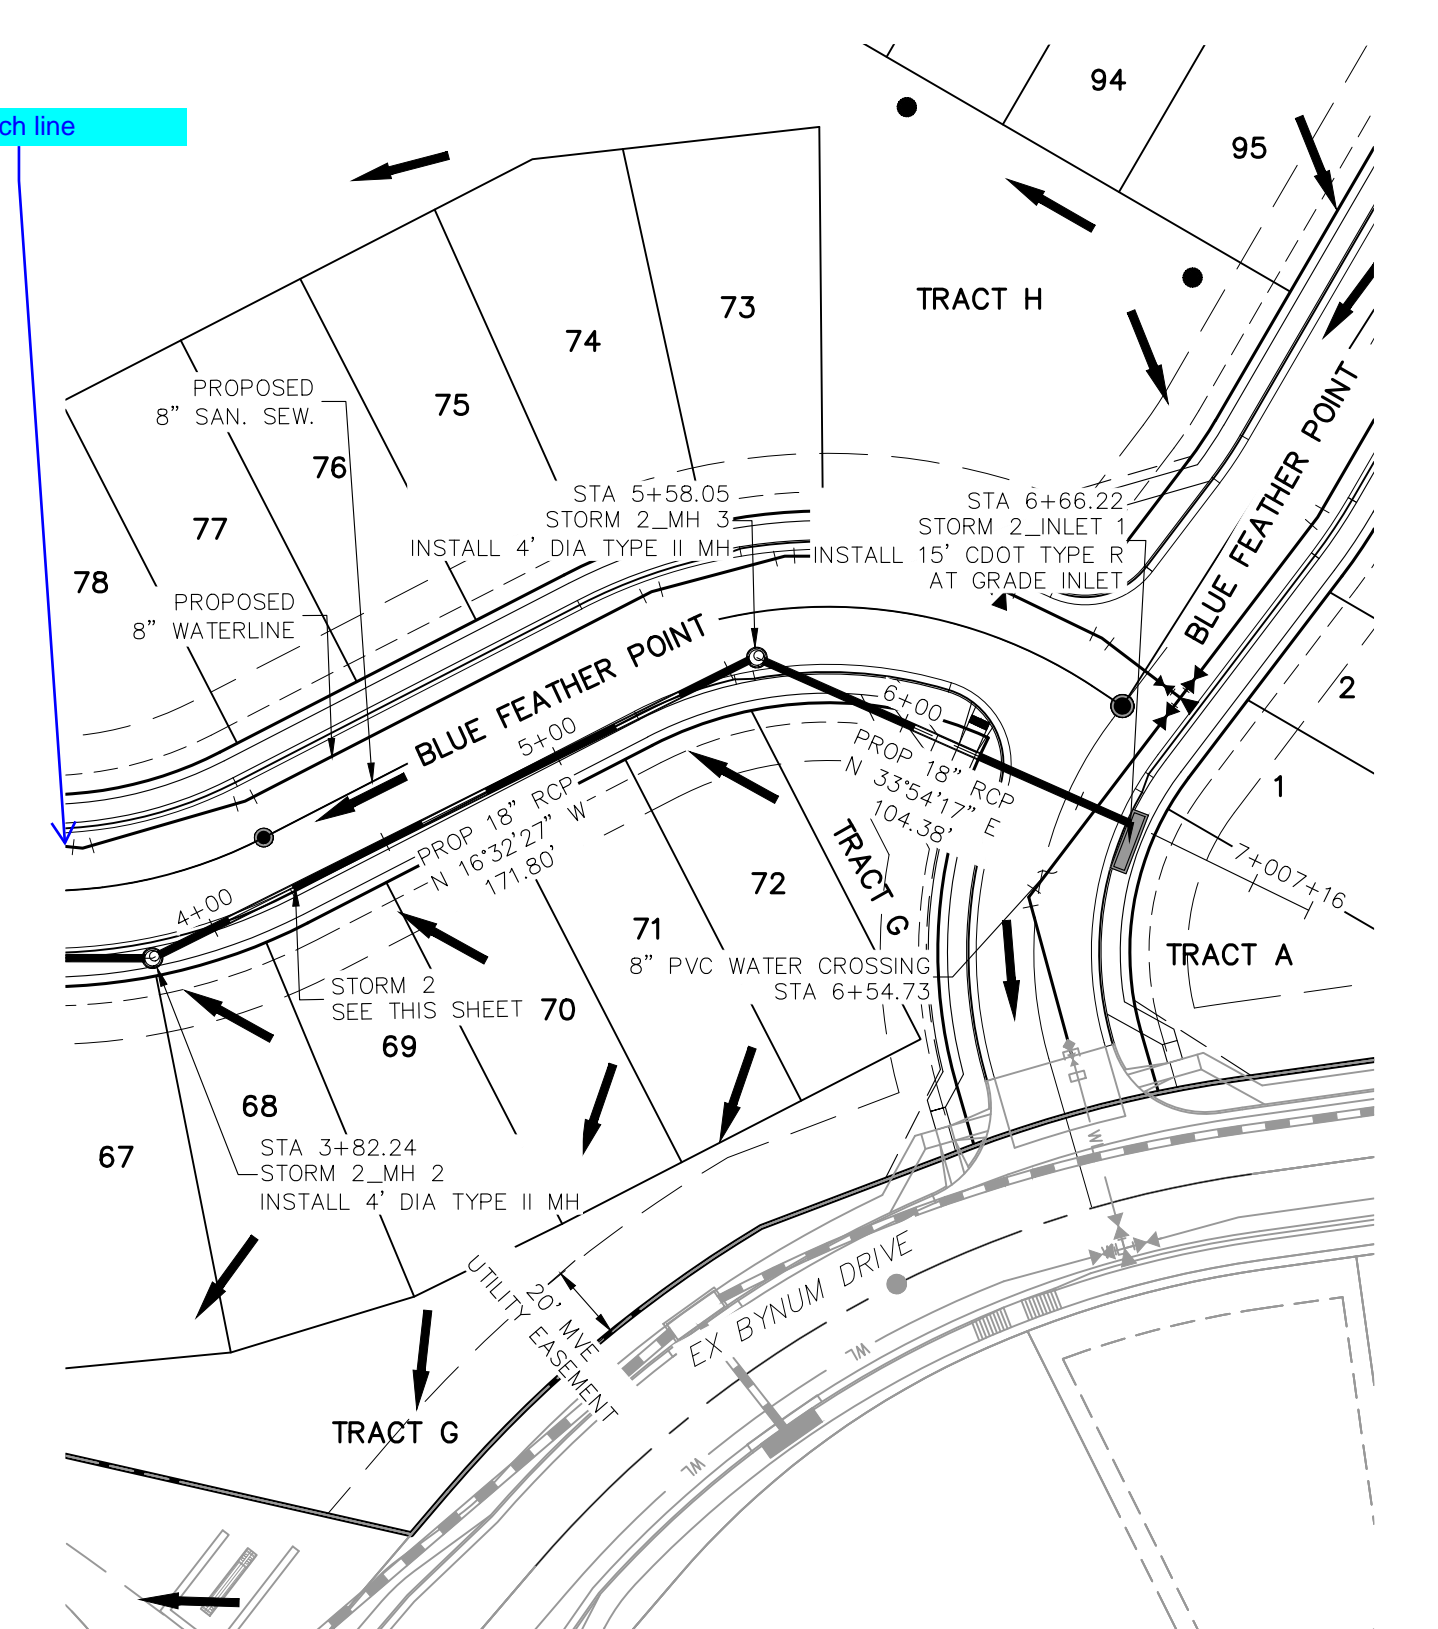 ch line
94
95
TRACT H
73
74
75
PROPOSED
8" SAN. SEW.
76
77
78
PROPOSED
8" WATERLINE
STA 5+58.05
STORM 2_MH 3
INSTALL 4' DIA TYPE II MH
STA 6+66.22
STORM 2_INLET 1
INSTALL 15' CDOT TYPE R
AT GRADE INLET
BLUE FEATHER POINT
BLUE FEATHER POINT
2
1
6+00
5+00
4+00
PROP 18" RCP
N 33°54'17" E
104.38'
PROP 18" RCP
N 16°32'27" W
171.80'
7+007+16
TRACT G
TRACT A
72
71
70
69
68
67
8" PVC WATER CROSSING
STA 6+54.73
STORM 2
SEE THIS SHEET
STA 3+82.24
STORM 2_MH 2
INSTALL 4' DIA TYPE II MH
20' MVE
UTILITY EASEMENT
EX BYNUM DRIVE
TRACT G
WL
WL
WL